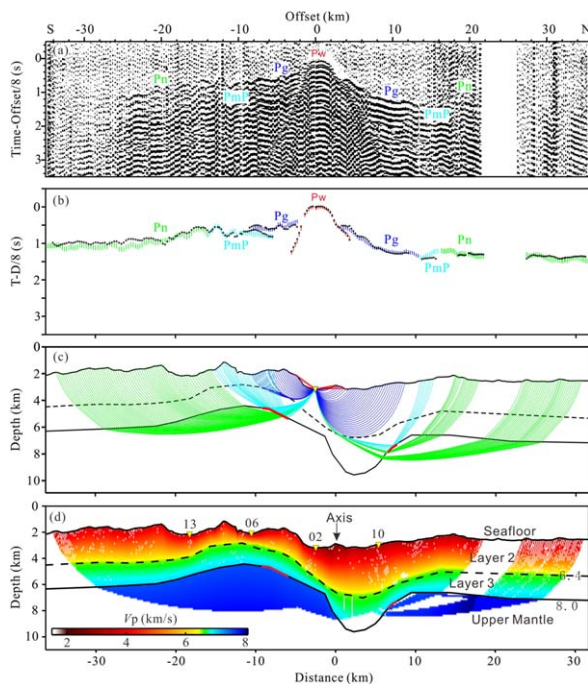 Offset (km)
S -30 -20 -10 0 10 20 30 N
(a)
Pw
Pn Pg Pg Pn
PmP PmP
Time-Offset/8 (s)
0
1
2
3
(b)
Pw
Pn Pg Pg Pn
PmP PmP
T-D/8 (s)
0
1
2
3
(c)
Depth (km)
0
2
4
6
8
10
(d)
Axis
13 06 02 10
Seafloor
Layer 2
6.4
Layer 3
8.0
Upper Mantle
Vp (km/s)
2 4 6 8
Depth (km)
0
2
4
6
8
10
-30 -20 -10 0 10 20 30
Distance (km)